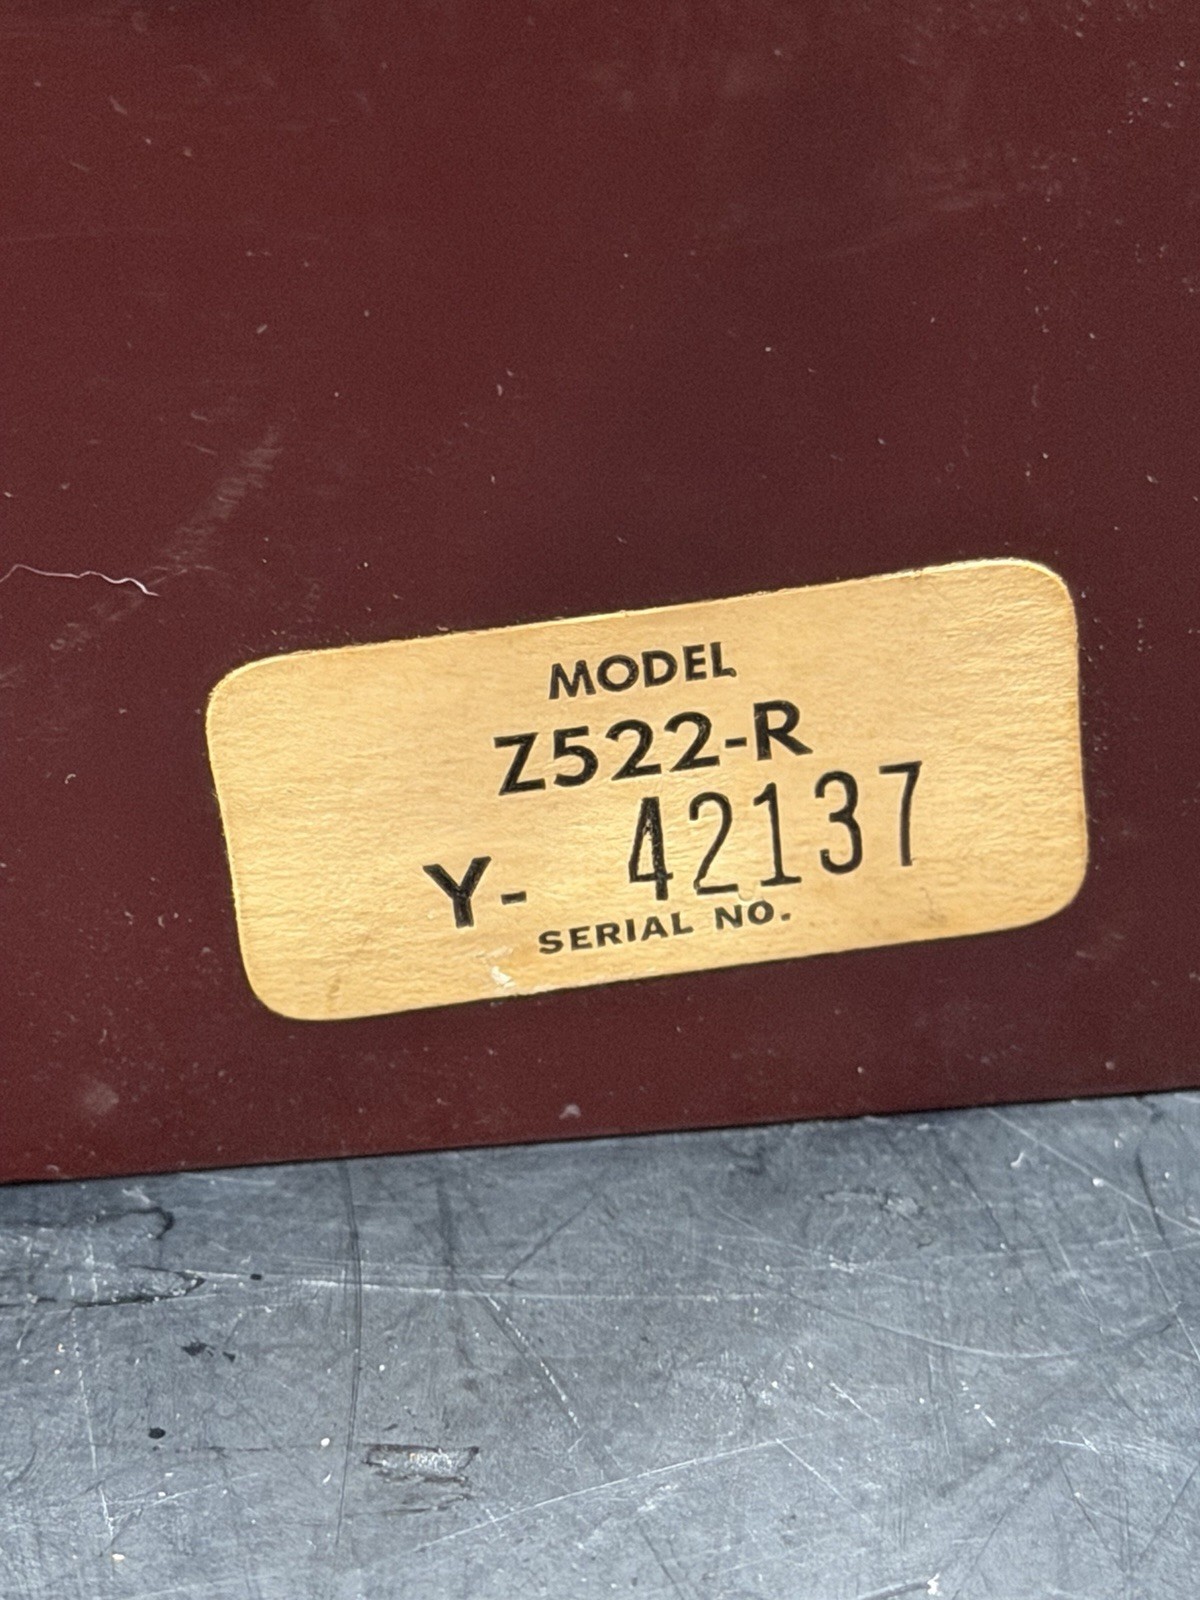 MODEL
Z522-R
Y- 42137
SERIAL NO.